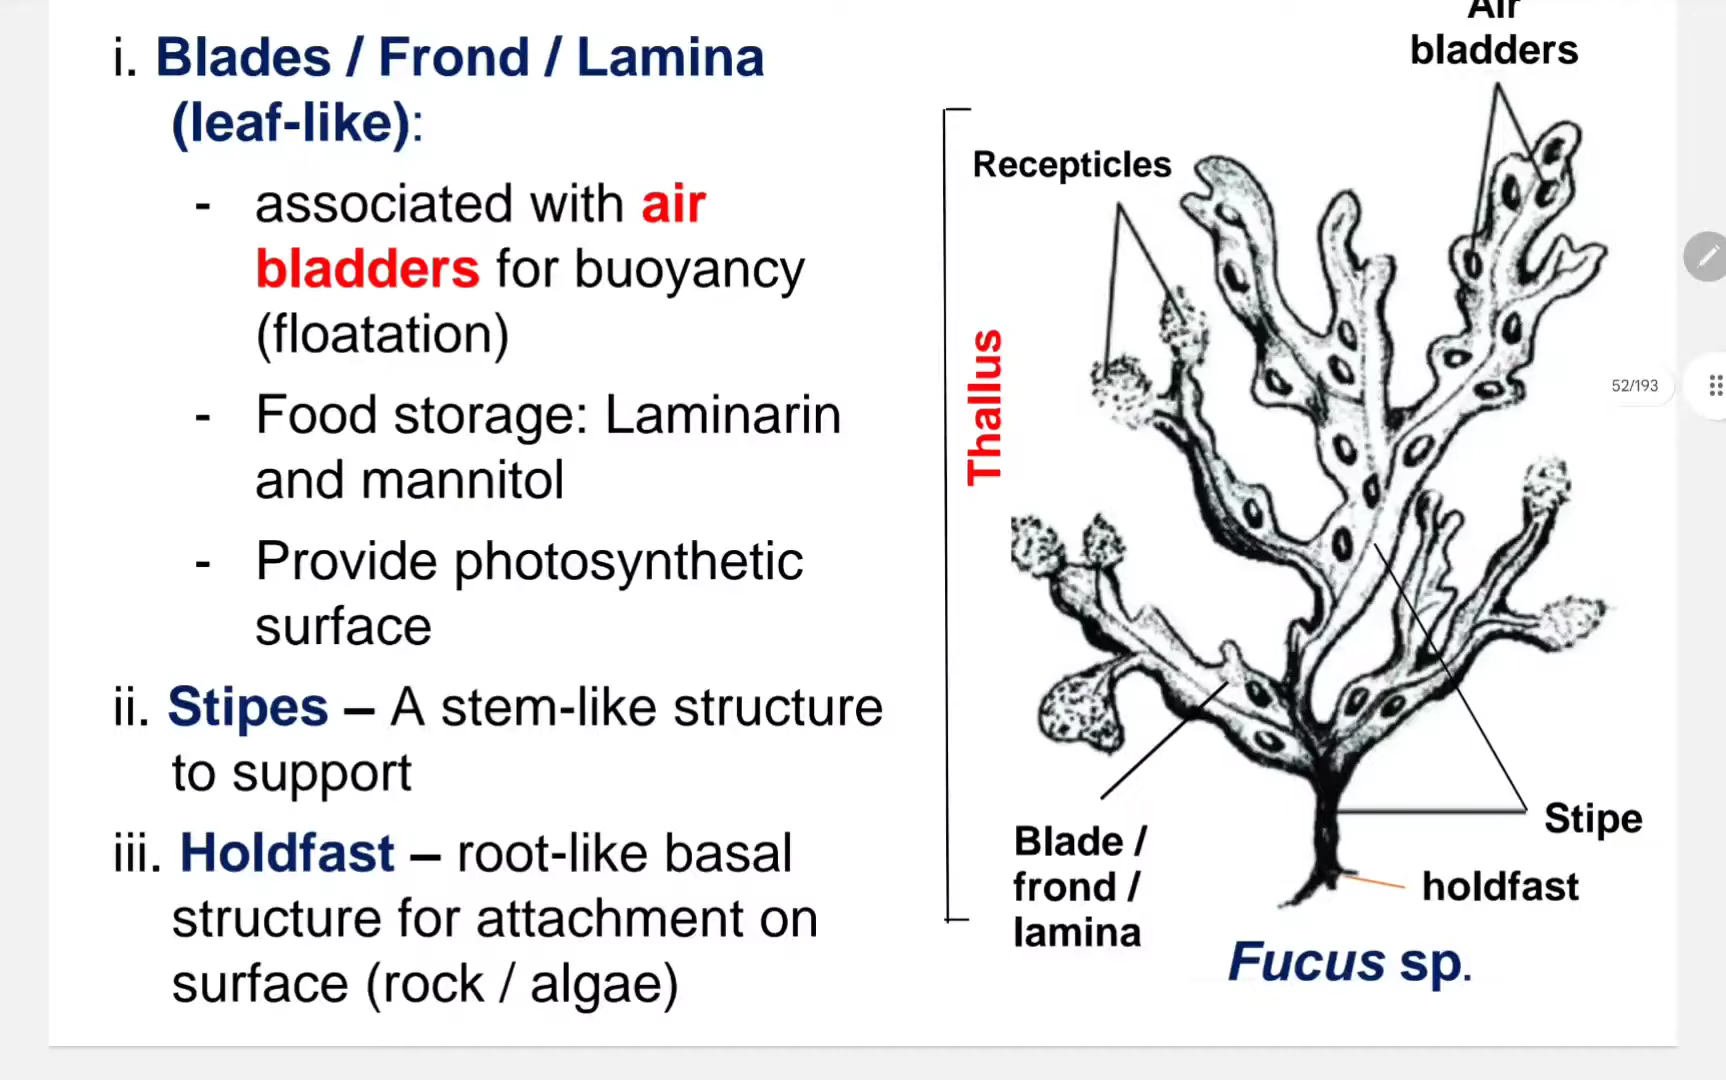 i. Blades / Frond / Lamina
(leaf-like):
- associated with air
bladders for buoyancy
(floatation)
- Food storage: Laminarin
and mannitol
- Provide photosynthetic
surface
ii. Stipes – A stem-like structure
to support
iii. Holdfast – root-like basal
structure for attachment on
surface (rock / algae)
Air
bladders
Recepticles
Thallus
52/193
Blade /
frond /
lamina
Stipe
holdfast
Fucus sp.